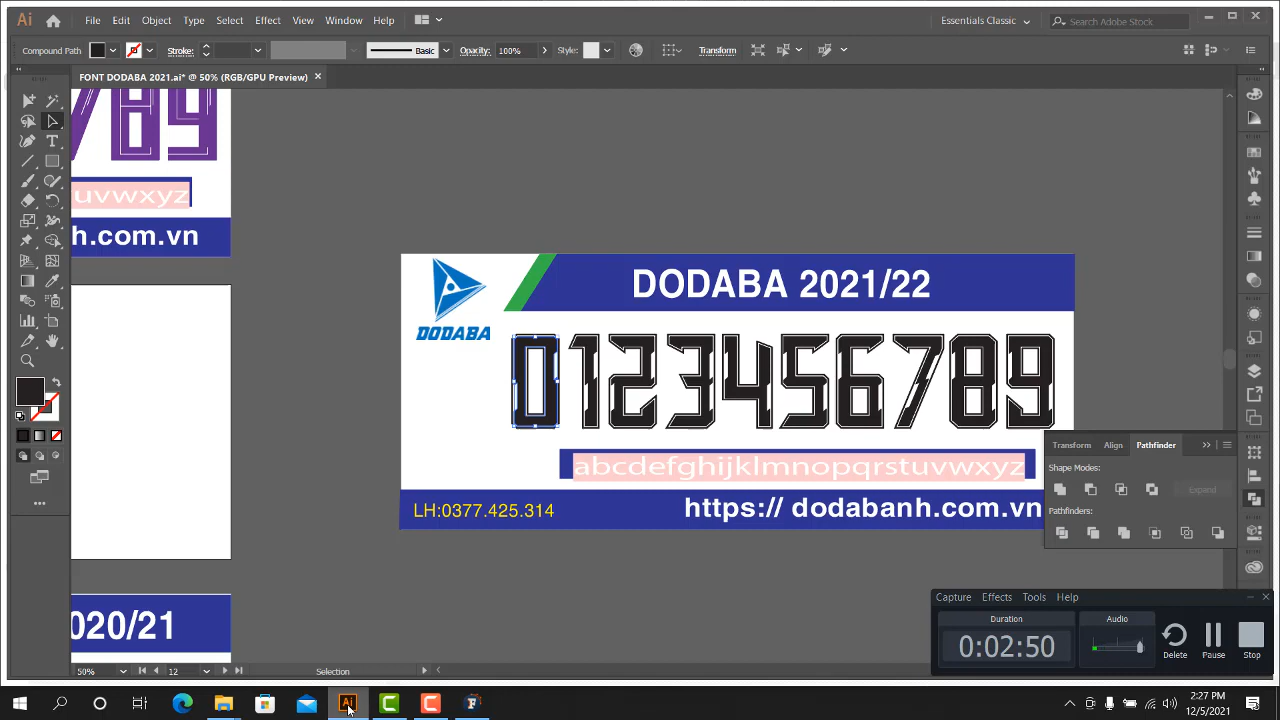 Ai File Edit Object Type Select Effect View Window Help Essentials Classic Search Adobe Stock
Compound Path Stroke: Basic Opacity: 100% Style: Transform
FONT DODABA 2021.ai* @ 50% (RGB/GPU Preview)
789
uvwxyz
h.com.vn
DODABA 2021/22
DODABA
0123456789
abcdefghijklmnopqrstuvwxyz
LH:0377.425.314 https:// dodabanh.com.vn
Transform Align Pathfinder
Shape Modes:
Expand
Pathfinders:
020/21
Capture Effects Tools Help
Duration Audio
0:02:50
Delete Pause Stop
50% 12 Selection
Ai
2:27 PM
12/5/2021